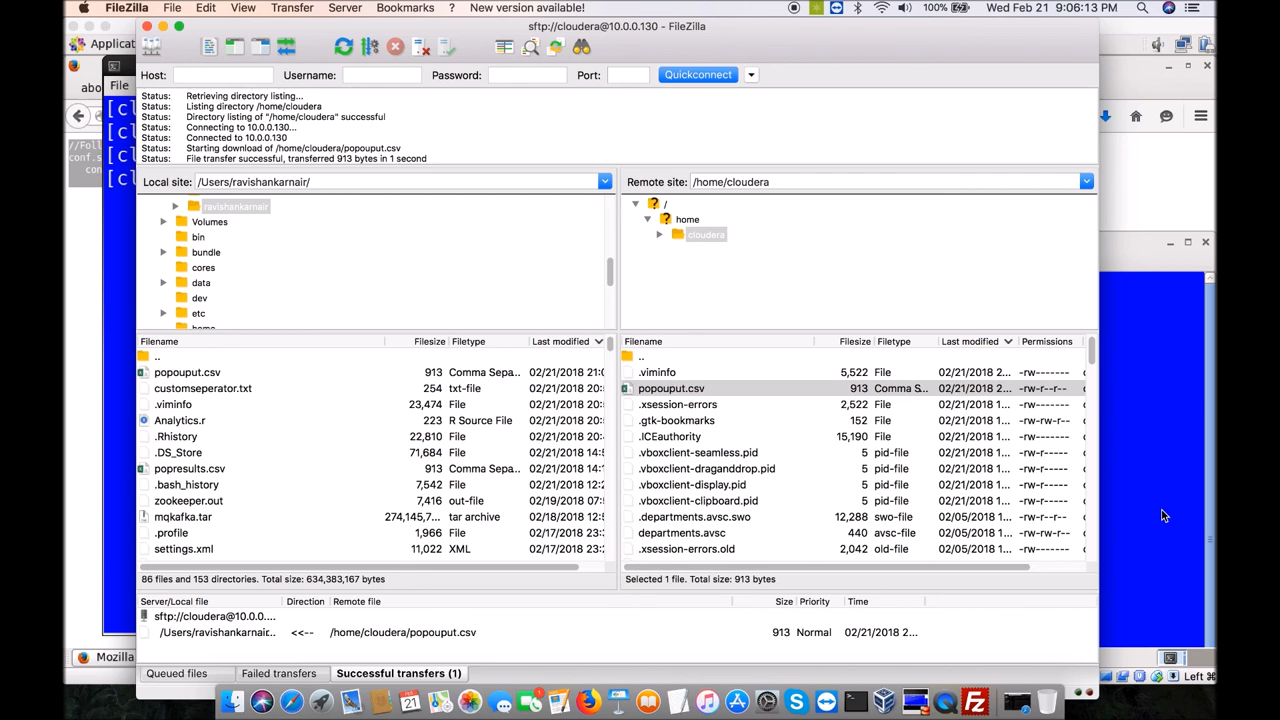 FileZilla File Edit View Transfer Server Bookmarks ? New version available! 100% Wed Feb 21 9:06:13 PM
sftp://cloudera@10.0.0.130 - FileZilla
Applicat
File
abo
[cl
[cl
[cl
[cl
//Foll
conf.s
con
Host: Username: Password: Port: Quickconnect
Status: Retrieving directory listing...
Status: Listing directory /home/cloudera
Status: Directory listing of "/home/cloudera" successful
Status: Connecting to 10.0.0.130...
Status: Connected to 10.0.0.130
Status: Starting download of /home/cloudera/popouput.csv
Status: File transfer successful, transferred 913 bytes in 1 second
Local site: /Users/ravishankarnair/
ravishankarnair
Volumes
bin
bundle
cores
data
dev
etc
home
Remote site: /home/cloudera
/
home
cloudera
Filename Filesize Filetype Last modified
..
popouput.csv 913 Comma Sepa... 02/21/2018 21:0
customseperator.txt 254 txt-file 02/21/2018 20:
.viminfo 23,474 File 02/21/2018 20:
Analytics.r 223 R Source File 02/21/2018 20:
.Rhistory 22,810 File 02/21/2018 20:
.DS_Store 71,684 File 02/21/2018 14:
popresults.csv 913 Comma Sepa... 02/21/2018 14:
.bash_history 7,542 File 02/21/2018 12:
zookeeper.out 7,416 out-file 02/19/2018 07:
mqkafka.tar 274,145,7... tar archive 02/18/2018 12:
.profile 1,966 File 02/17/2018 23:
settings.xml 11,022 XML 02/17/2018 23:
86 files and 153 directories. Total size: 634,383,167 bytes
Filename Filesize Filetype Last modified Permissions
..
.viminfo 5,522 File 02/21/2018 2... -rw-------
popouput.csv 913 Comma S... 02/21/2018 2... -rw-r--r--
.xsession-errors 2,522 File 02/21/2018 1... -rw-------
.gtk-bookmarks 152 File 02/21/2018 1... -rw-rw-r--
.ICEauthority 15,190 File 02/21/2018 1... -rw-------
.vboxclient-seamless.pid 5 pid-file 02/21/2018 1... -rw-r-----
.vboxclient-draganddrop.pid 5 pid-file 02/21/2018 1... -rw-r-----
.vboxclient-display.pid 5 pid-file 02/21/2018 1... -rw-r-----
.vboxclient-clipboard.pid 5 pid-file 02/21/2018 1... -rw-r-----
.departments.avsc.swo 12,288 swo-file 02/05/2018 1... -rw-r--r--
departments.avsc 440 avsc-file 02/05/2018 1... -rw-rw-r--
.xsession-errors.old 2,042 old-file 02/05/2018 1... -rw-------
Selected 1 file. Total size: 913 bytes
Server/Local file Direction Remote file Size Priority Time
sftp://cloudera@10.0.0....
/Users/ravishankarnair... <<-- /home/cloudera/popouput.csv 913 Normal 02/21/2018 2...
Queued files Failed transfers Successful transfers (1)
Mozilla
Left ⌘
21